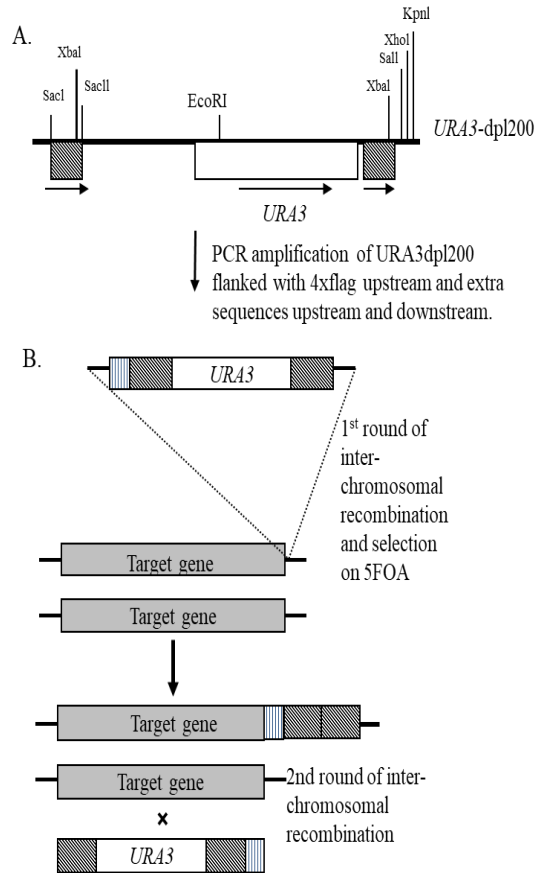 A.
SacI
XbaI
SacII
EcoRI
XbaI
SalI
XhoI
KpnI
URA3-dpl200
URA3
PCR amplification of URA3dpl200
flanked with 4xflag upstream and extra
sequences upstream and downstream.
B.
URA3
1st round of
inter-
chromosomal
recombination
and selection
on 5FOA
Target gene
Target gene
Target gene
Target gene
2nd round of inter-
chromosomal
recombination
×
URA3